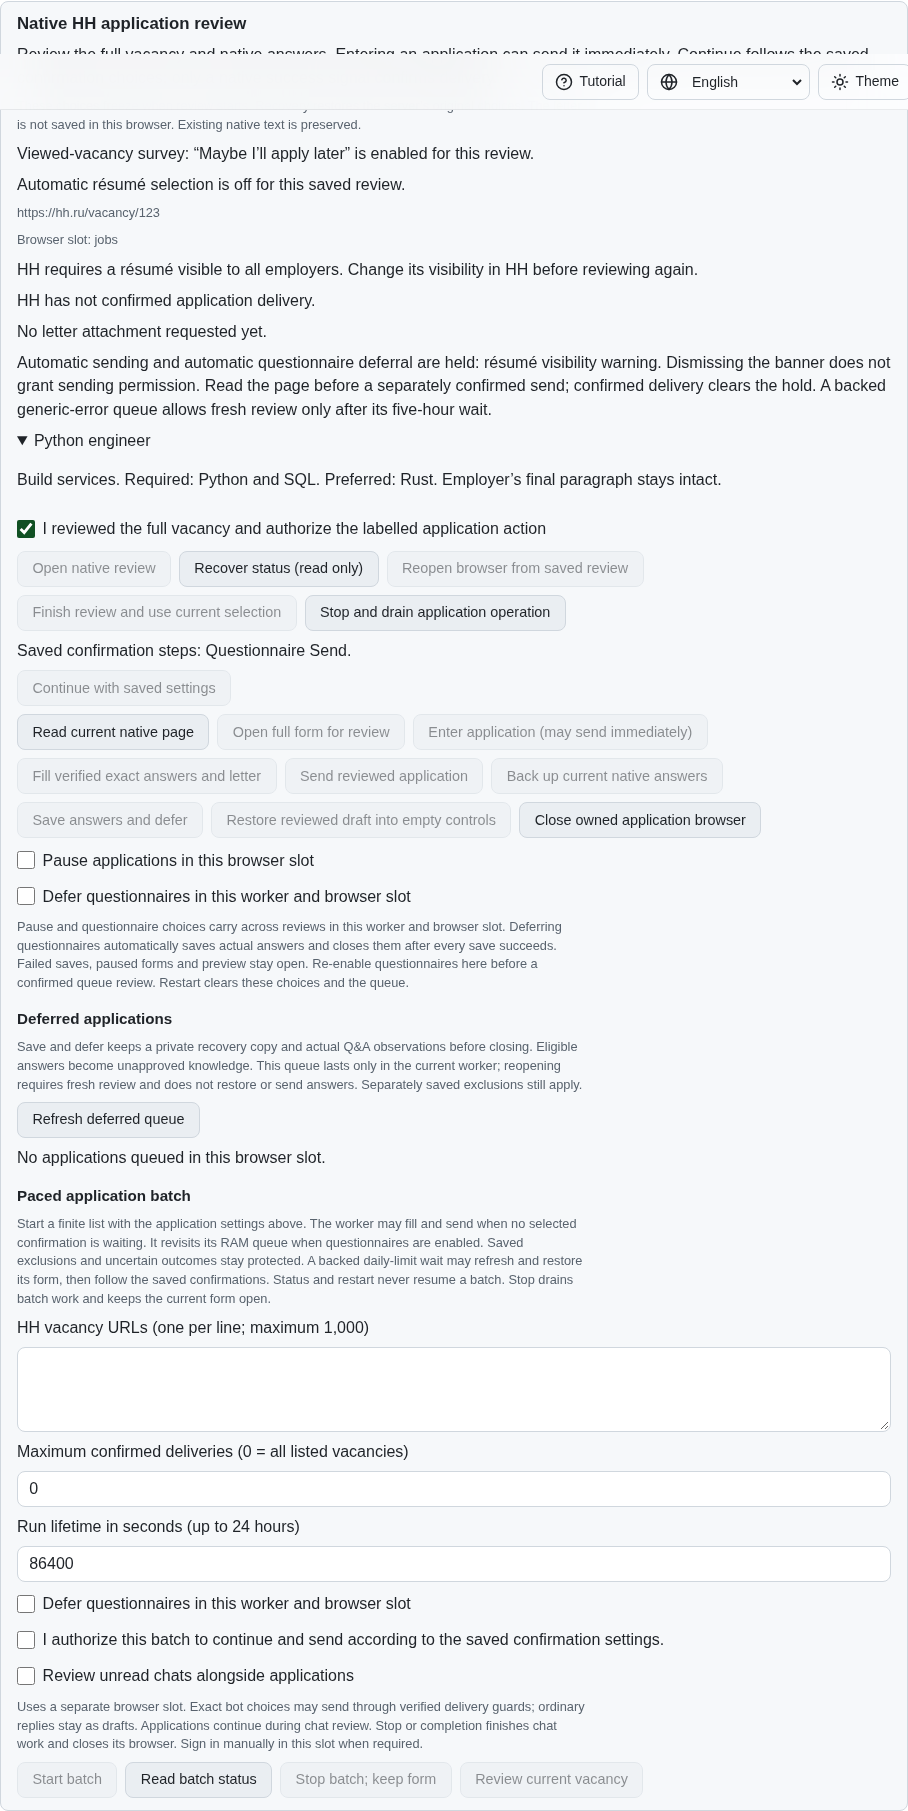 Native HH application review
Tutorial
English
Theme
is not saved in this browser. Existing native text is preserved.
Viewed-vacancy survey: “Maybe I’ll apply later” is enabled for this review.
Automatic résumé selection is off for this saved review.
https://hh.ru/vacancy/123
Browser slot: jobs
HH requires a résumé visible to all employers. Change its visibility in HH before reviewing again.
HH has not confirmed application delivery.
No letter attachment requested yet.
Automatic sending and automatic questionnaire deferral are held: résumé visibility warning. Dismissing the banner does not
grant sending permission. Read the page before a separately confirmed send; confirmed delivery clears the hold. A backed
generic-error queue allows fresh review only after its five-hour wait.
▼ Python engineer
Build services. Required: Python and SQL. Preferred: Rust. Employer’s final paragraph stays intact.
I reviewed the full vacancy and authorize the labelled application action
Open native review
Recover status (read only)
Reopen browser from saved review
Finish review and use current selection
Stop and drain application operation
Saved confirmation steps: Questionnaire Send.
Continue with saved settings
Read current native page
Open full form for review
Enter application (may send immediately)
Fill verified exact answers and letter
Send reviewed application
Back up current native answers
Save answers and defer
Restore reviewed draft into empty controls
Close owned application browser
Pause applications in this browser slot
Defer questionnaires in this worker and browser slot
Pause and questionnaire choices carry across reviews in this worker and browser slot. Deferring
questionnaires automatically saves actual answers and closes them after every save succeeds.
Failed saves, paused forms and preview stay open. Re-enable questionnaires here before a
confirmed queue review. Restart clears these choices and the queue.
Deferred applications
Save and defer keeps a private recovery copy and actual Q&A observations before closing. Eligible
answers become unapproved knowledge. This queue lasts only in the current worker; reopening
requires fresh review and does not restore or send answers. Separately saved exclusions still apply.
Refresh deferred queue
No applications queued in this browser slot.
Paced application batch
Start a finite list with the application settings above. The worker may fill and send when no selected
confirmation is waiting. It revisits its RAM queue when questionnaires are enabled. Saved
exclusions and uncertain outcomes stay protected. A backed daily-limit wait may refresh and restore
its form, then follow the saved confirmations. Status and restart never resume a batch. Stop drains
batch work and keeps the current form open.
HH vacancy URLs (one per line; maximum 1,000)
Maximum confirmed deliveries (0 = all listed vacancies)
0
Run lifetime in seconds (up to 24 hours)
86400
Defer questionnaires in this worker and browser slot
I authorize this batch to continue and send according to the saved confirmation settings.
Review unread chats alongside applications
Uses a separate browser slot. Exact bot choices may send through verified delivery guards; ordinary
replies stay as drafts. Applications continue during chat review. Stop or completion finishes chat
work and closes its browser. Sign in manually in this slot when required.
Start batch
Read batch status
Stop batch; keep form
Review current vacancy